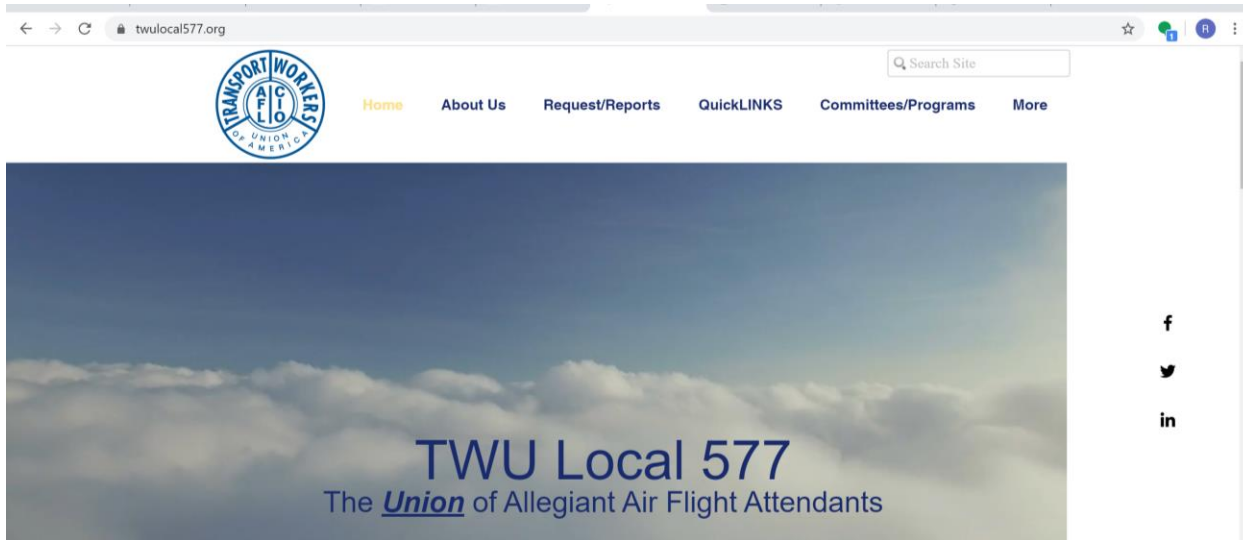 twulocal577.org
1
R
Search Site
TRANSPORT WORKERS
AFL CIO
UNION
OF AMERICA
Home About Us Request/Reports QuickLINKS Committees/Programs More
f
in
TWU Local 577
The Union of Allegiant Air Flight Attendants